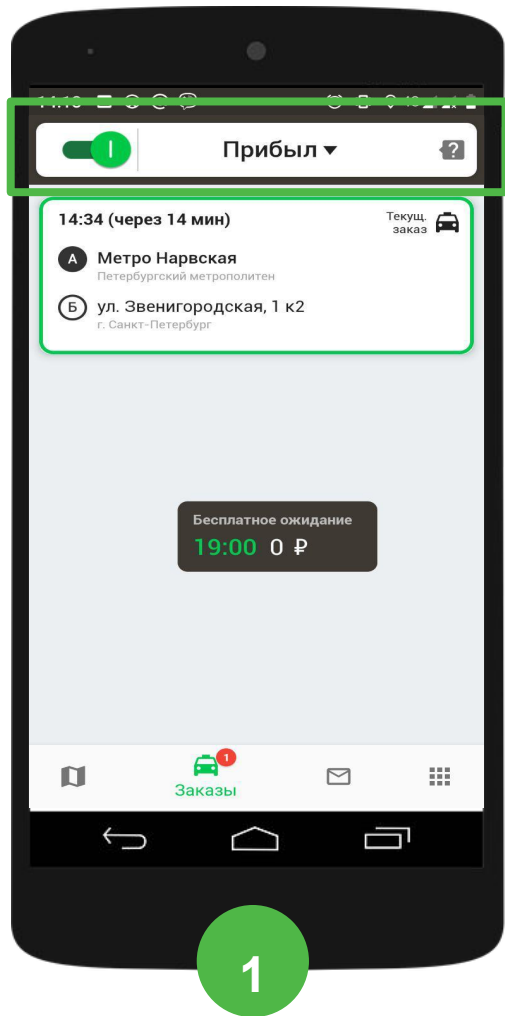 Прибыл
?
14:34 (через 14 мин)
Текущ. заказ
А Метро Нарвская
Петербургский метрополитен
Б ул. Звенигородская, 1 к2
г. Санкт-Петербург
Бесплатное ожидание
19:00 0 ₽
1
Заказы
1